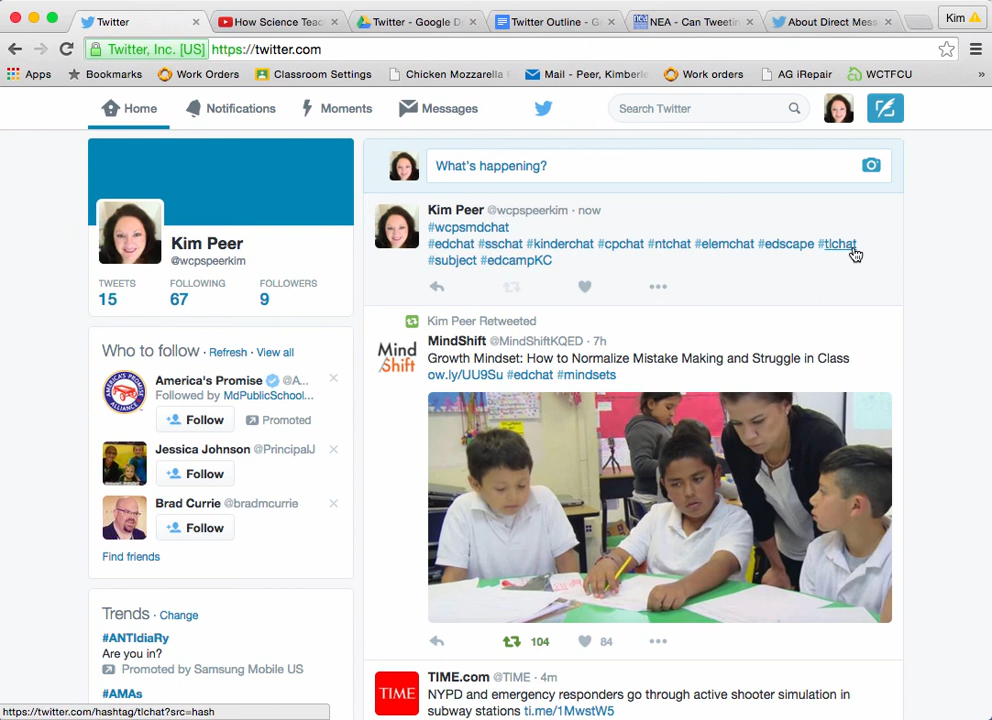 Twitter
How Science Teac
Twitter - Google D
Twitter Outline - G
NEA - Can Tweetin
About Direct Mes
Kim
Twitter, Inc. [US] https://twitter.com
Apps
Bookmarks
Work Orders
Classroom Settings
Chicken Mozzarella
Mail - Peer, Kimberle
Work orders
AG iRepair
WCTFCU
»
Home
Notifications
Moments
Messages
Search Twitter
What's happening?
Kim Peer
@wcpspeerkim
TWEETS FOLLOWING FOLLOWERS
15 67 9
Who to follow · Refresh · View all
America's Promise @A...
Followed by MdPublicSchool...
Follow Promoted
Jessica Johnson @PrincipalJ
Follow
Brad Currie @bradmcurrie
Follow
Find friends
Trends · Change
#ANTIdiaRy
Are you in?
Promoted by Samsung Mobile US
#AMAs
Kim Peer @wcpspeerkim · now
#wcpsmdchat
#edchat #sschat #kinderchat #cpchat #ntchat #elemchat #edscape #tlchat
#subject #edcampKC
Kim Peer Retweeted
Mind
Shift
MindShift @MindShiftKQED · 7h
Growth Mindset: How to Normalize Mistake Making and Struggle in Class
ow.ly/UU9Su #edchat #mindsets
104 84
TIME
TIME.com @TIME · 4m
NYPD and emergency responders go through active shooter simulation in
subway stations ti.me/1MwstW5
https://twitter.com/hashtag/tlchat?src=hash